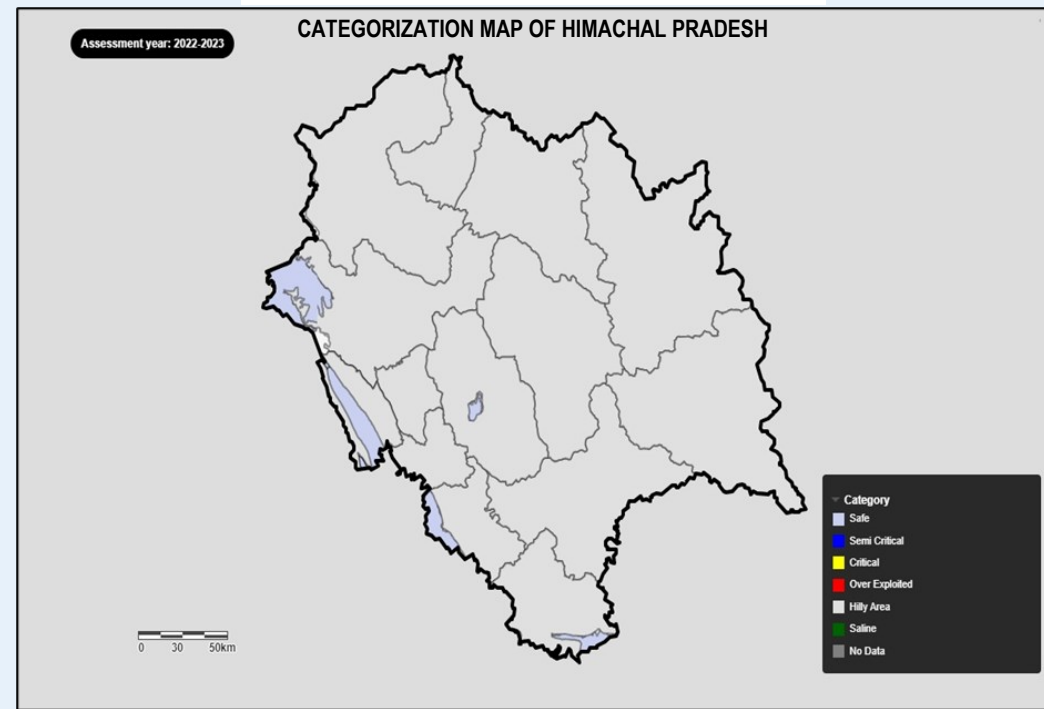 CATEGORIZATION MAP OF HIMACHAL PRADESH
Assessment year: 2022-2023
Category
Safe
Semi Critical
Critical
Over Exploited
Hilly Area
Saline
No Data
0 30 50km